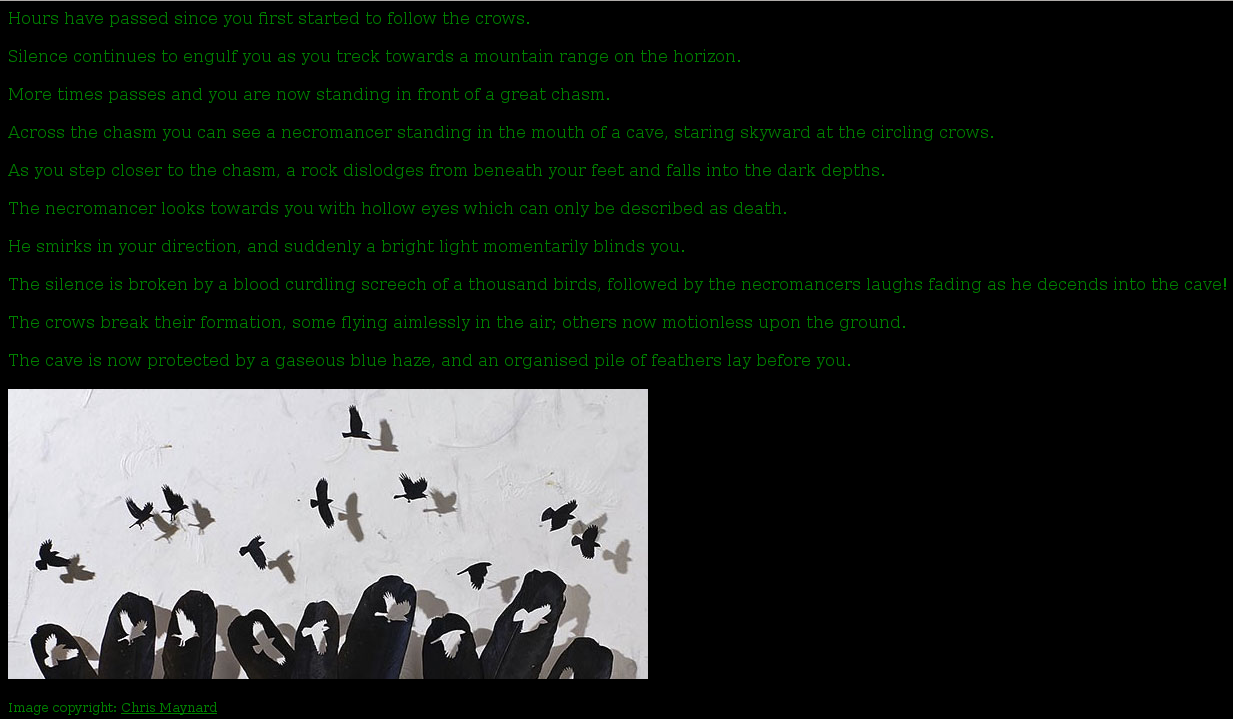 Hours have passed since you first started to follow the crows.
Silence continues to engulf you as you treck towards a mountain range on the horizon.
More times passes and you are now standing in front of a great chasm.
Across the chasm you can see a necromancer standing in the mouth of a cave, staring skyward at the circling crows.
As you step closer to the chasm, a rock dislodges from beneath your feet and falls into the dark depths.
The necromancer looks towards you with hollow eyes which can only be described as death.
He smirks in your direction, and suddenly a bright light momentarily blinds you.
The silence is broken by a blood curdling screech of a thousand birds, followed by the necromancers laughs fading as he decends into the cave!
The crows break their formation, some flying aimlessly in the air; others now motionless upon the ground.
The cave is now protected by a gaseous blue haze, and an organised pile of feathers lay before you.
Image copyright: Chris Maynard